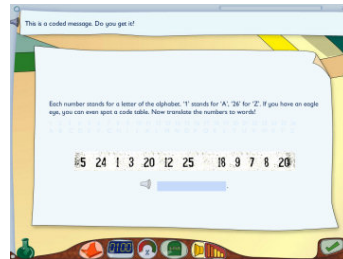 This is a coded message. Do you get it?
Each number stands for a letter of the alphabet. '1' stands for 'A', '26' for 'Z'. If you have an eagle
eye, you can even spot a code table. Now translate the numbers to words!
5 24 1 3 20 12 25 18 9 7 8 20
.
0100